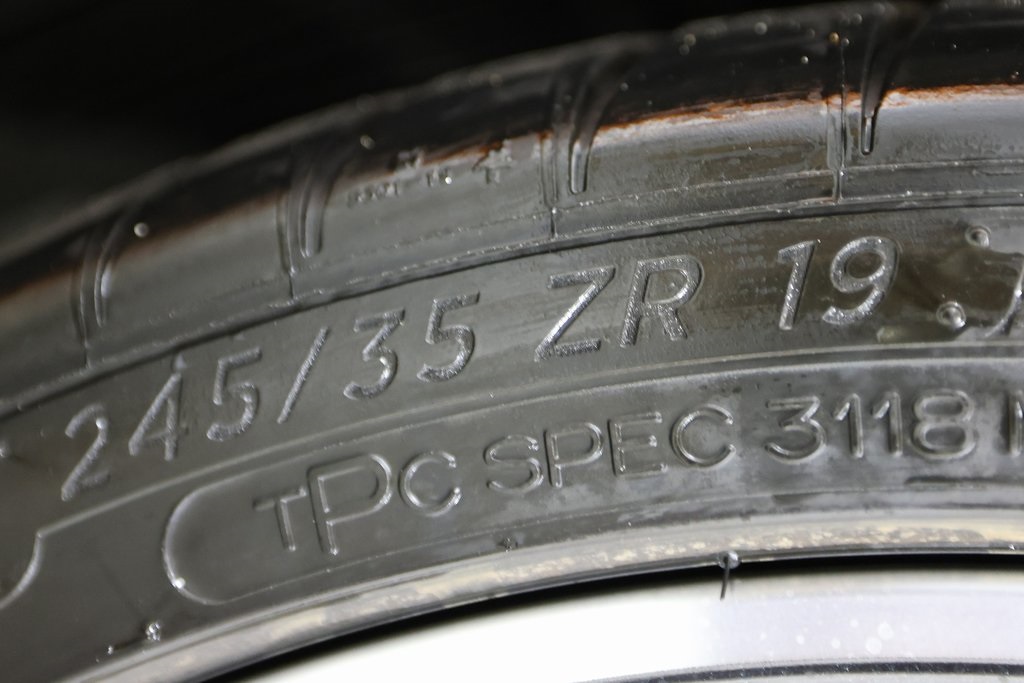 245/35 ZR 19
TPC SPEC 3118